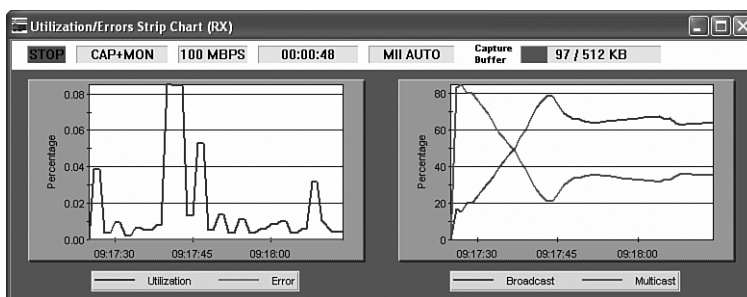 Utilization/Errors Strip Chart (RX)
STOP CAP+MON 100 MBPS 00:00:48 MII AUTO Capture Buffer 97 / 512 KB
Percentage
0.08
0.06
0.04
0.02
0.00
09:17:30 09:17:45 09:18:00
Utilization Error
Percentage
80
60
40
20
0
09:17:30 09:17:45 09:18:00
Broadcast Multicast